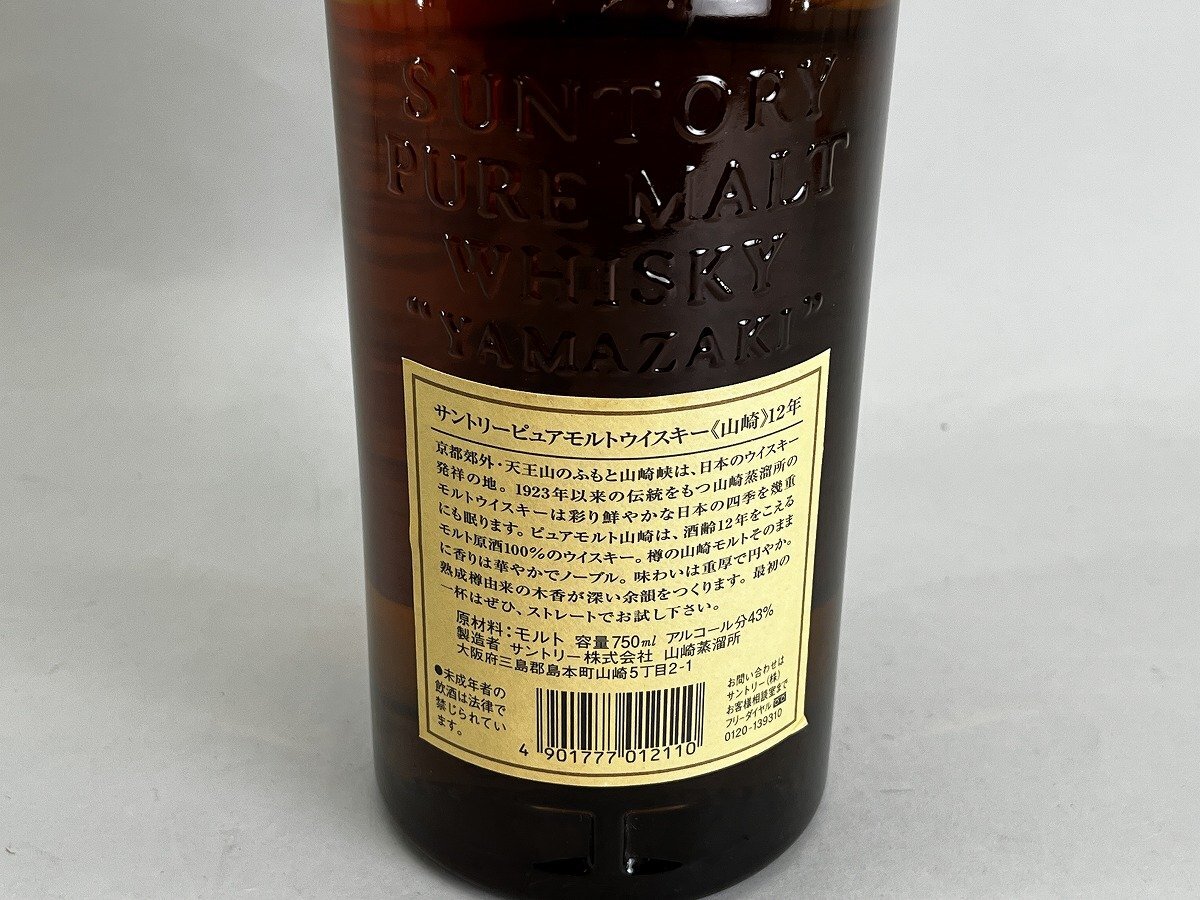 SUNTORY
PURE MALT
WHISKY
“YAMAZAKI”
サントリーピュアモルトウイスキー《山崎》12年
京都郊外・天王山のふもと山崎峡は、日本のウイスキー
発祥の地。1923年以来の伝統をもつ山崎蒸溜所の
モルトウイスキーは彩り鮮やかな日本の四季を幾重
にも眠ります。ピュアモルト山崎は、酒齢12年をこえる
モルト原酒100%のウイスキー。樽の山崎モルトそのまま
に香りは華やかでノーブル。味わいは重厚で円やか。
熟成樽由来の木香が深い余韻をつくります。最初の
一杯はぜひ、ストレートでお試し下さい。
原材料:モルト 容量750ml アルコール分43%
製造者 サントリー株式会社 山崎蒸溜所
大阪府三島郡島本町山崎5丁目2-1
●未成年者の
飲酒は法律で
禁じられてい
ます。
お問い合わせは
サントリー(株)
お客様相談室まで
フリーダイヤル
0120-139310
4 901777 012110